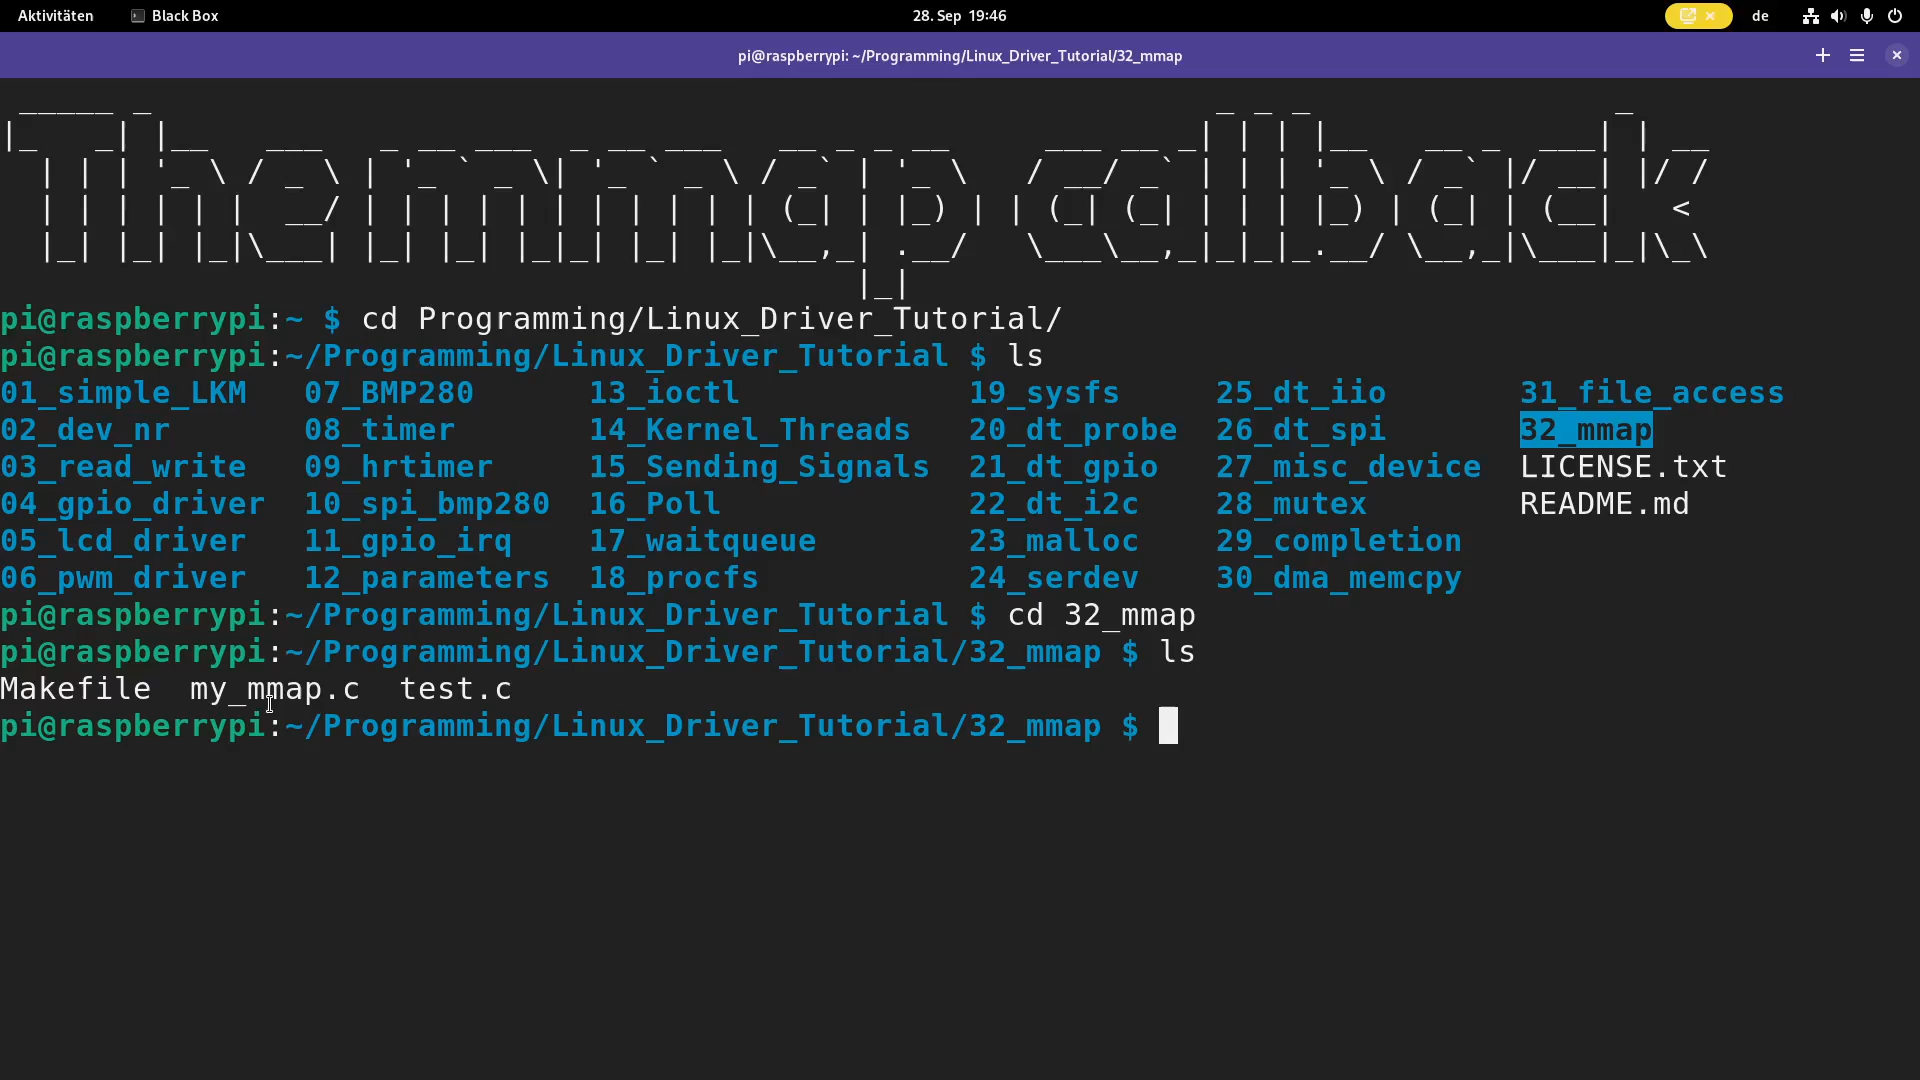 Aktivitäten Black Box 28. Sep 19:46 de
pi@raspberrypi: ~/Programming/Linux_Driver_Tutorial/32_mmap
The mmap callback
pi@raspberrypi:~ $ cd Programming/Linux_Driver_Tutorial/
pi@raspberrypi:~/Programming/Linux_Driver_Tutorial $ ls
01_simple_LKM 07_BMP280 13_ioctl 19_sysfs 25_dt_iio 31_file_access
02_dev_nr 08_timer 14_Kernel_Threads 20_dt_probe 26_dt_spi 32_mmap
03_read_write 09_hrtimer 15_Sending_Signals 21_dt_gpio 27_misc_device LICENSE.txt
04_gpio_driver 10_spi_bmp280 16_Poll 22_dt_i2c 28_mutex README.md
05_lcd_driver 11_gpio_irq 17_waitqueue 23_malloc 29_completion
06_pwm_driver 12_parameters 18_procfs 24_serdev 30_dma_memcpy
pi@raspberrypi:~/Programming/Linux_Driver_Tutorial $ cd 32_mmap
pi@raspberrypi:~/Programming/Linux_Driver_Tutorial/32_mmap $ ls
Makefile my_mmap.c test.c
pi@raspberrypi:~/Programming/Linux_Driver_Tutorial/32_mmap $